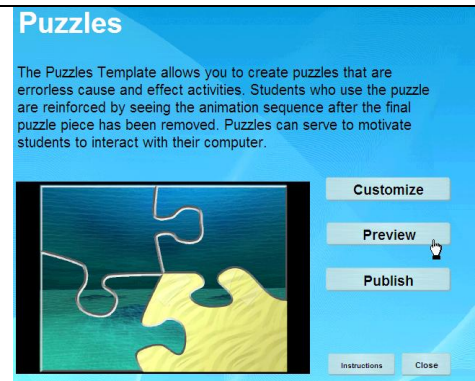 Puzzles
The Puzzles Template allows you to create puzzles that are
errorless cause and effect activities. Students who use the puzzle
are reinforced by seeing the animation sequence after the final
puzzle piece has been removed. Puzzles can serve to motivate
students to interact with their computer.
Customize
Preview
Publish
Instructions
Close